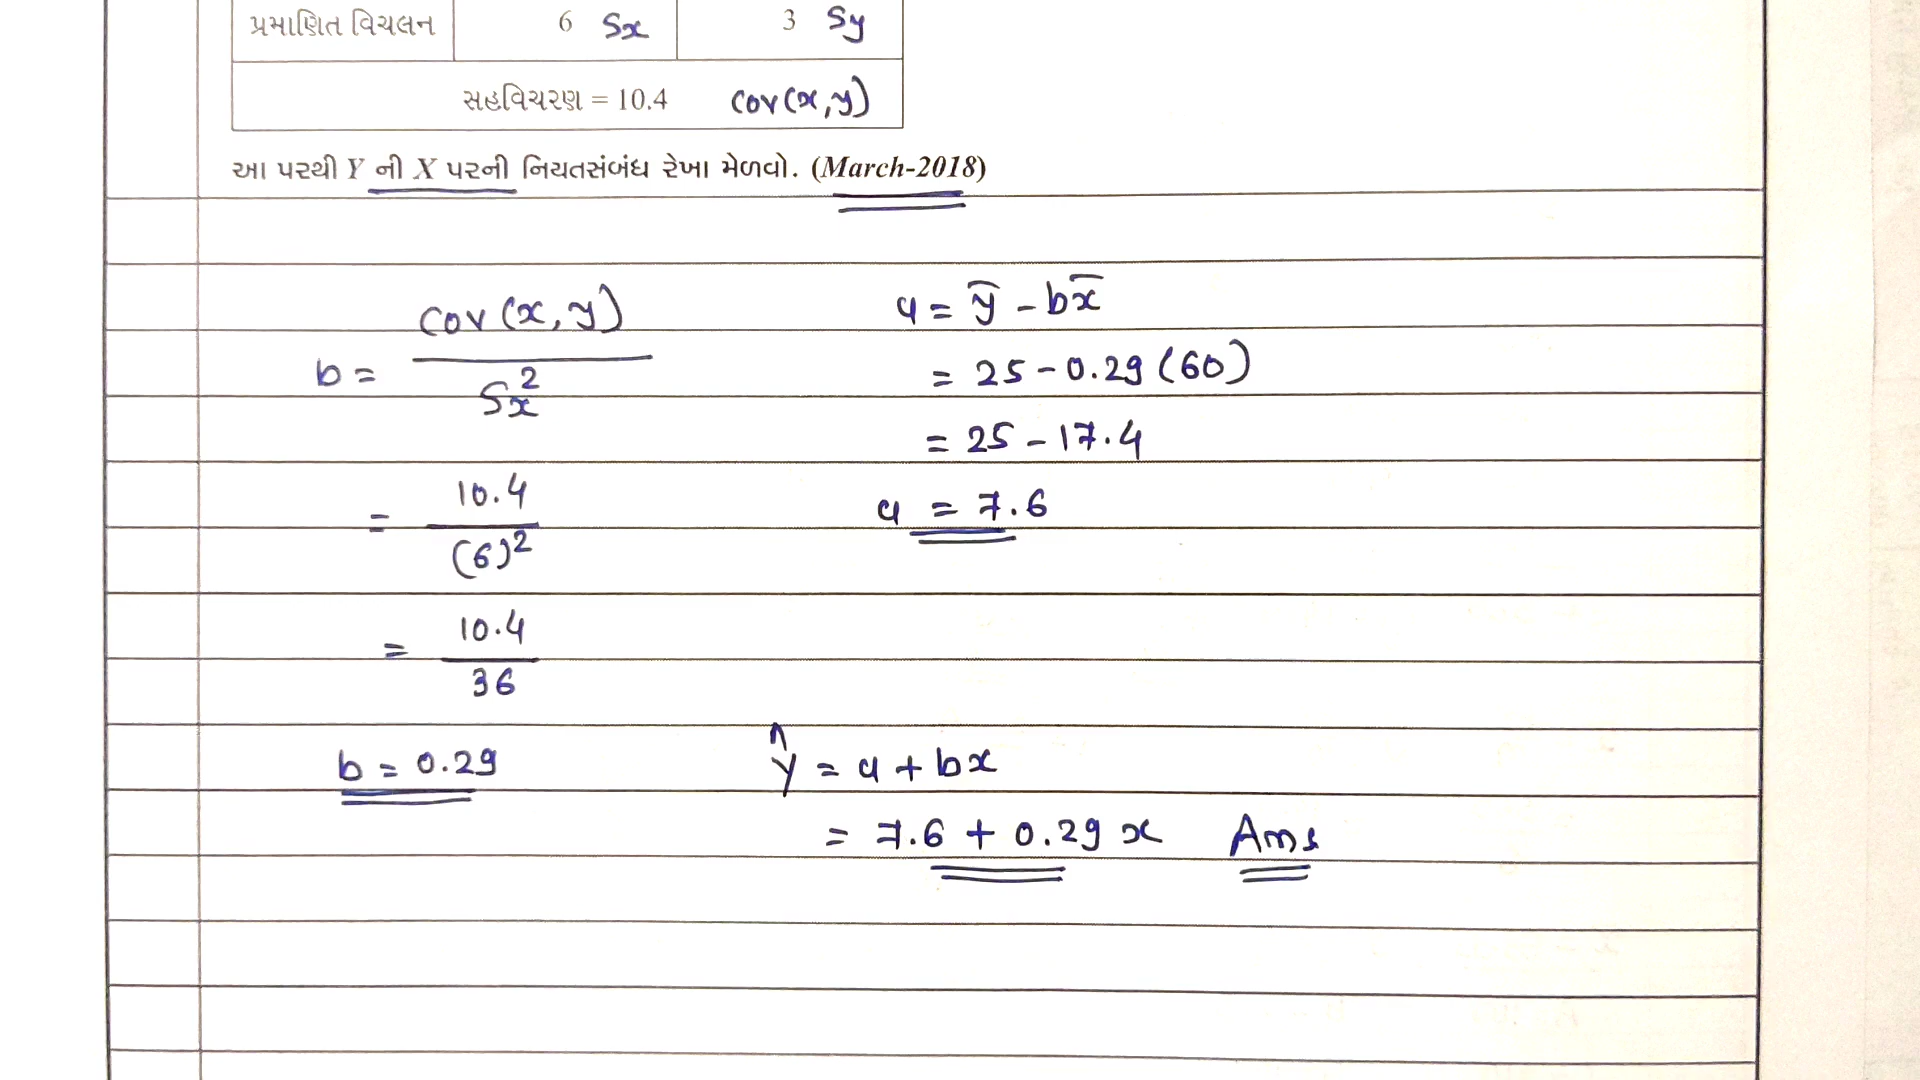 પ્રમાણિત વિચલન 6 Sx 3 Sy
સહવિચરણ = 10.4 cov(x,y)
આ પરથી Y ની X પરની નિયતસંબંધ રેખા મેળવો. (March-2018)
b = cov(x,y) / Sx²
= 10.4 / (6)²
= 10.4 / 36
b = 0.29
a = ȳ - bx̄
= 25 - 0.29 (60)
= 25 - 17.4
a = 7.6
ŷ = a + bx
= 7.6 + 0.29 x Ans